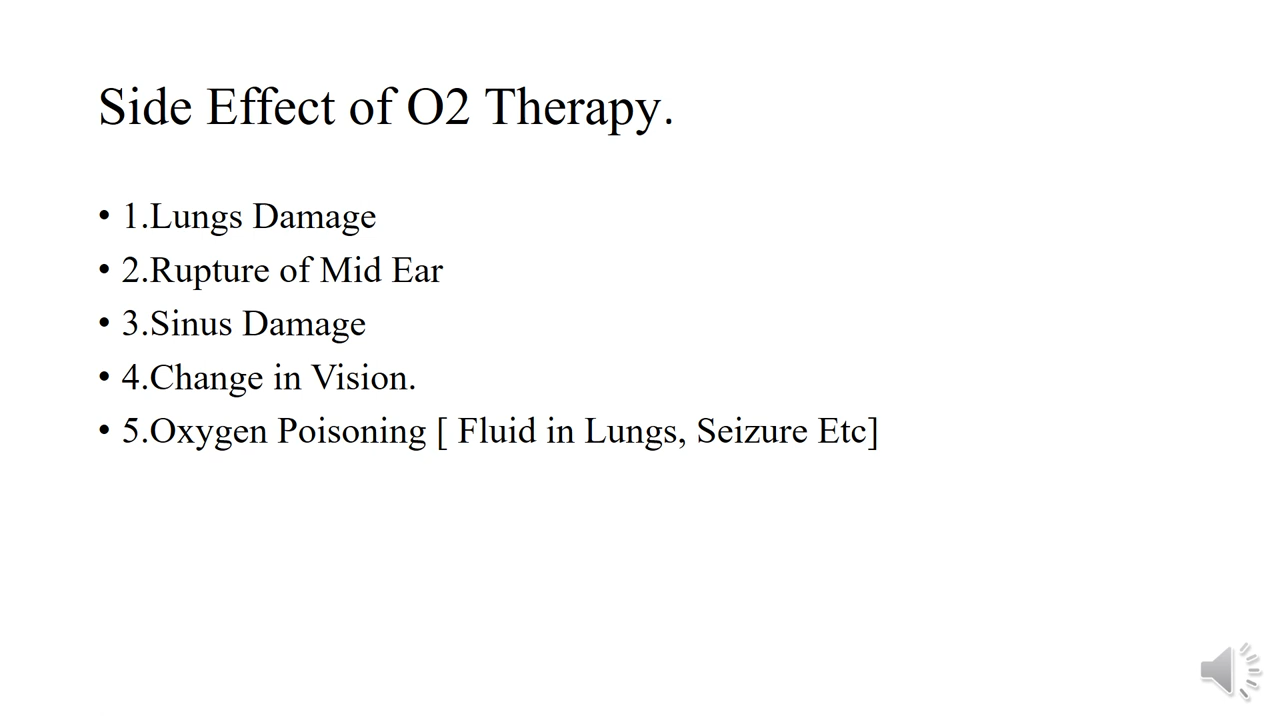 Side Effect of O2 Therapy.
• 1.Lungs Damage
• 2.Rupture of Mid Ear
• 3.Sinus Damage
• 4.Change in Vision.
• 5.Oxygen Poisoning [ Fluid in Lungs, Seizure Etc]